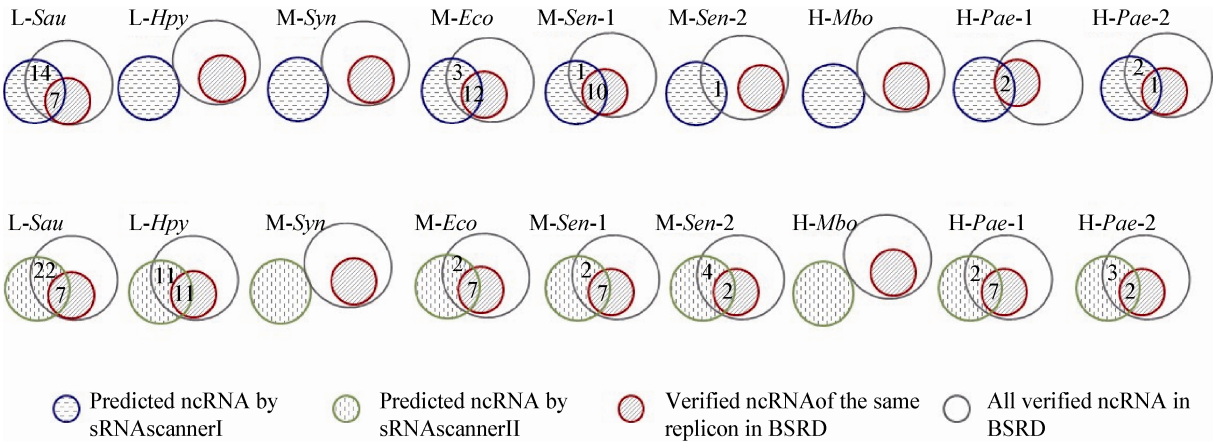 L-Sau L-Hpy M-Syn M-Eco M-Sen-1 M-Sen-2 H-Mbo H-Pae-1 H-Pae-2
14 3 1 2
7 12 10 1 2 1
L-Sau L-Hpy M-Syn M-Eco M-Sen-1 M-Sen-2 H-Mbo H-Pae-1 H-Pae-2
22 11 2 2 4 2 3
7 11 7 7 2 7 2
Predicted ncRNA by Predicted ncRNA by Verified ncRNAof the same All verified ncRNA in
sRNAscannerI sRNAscannerII replicon in BSRD BSRD